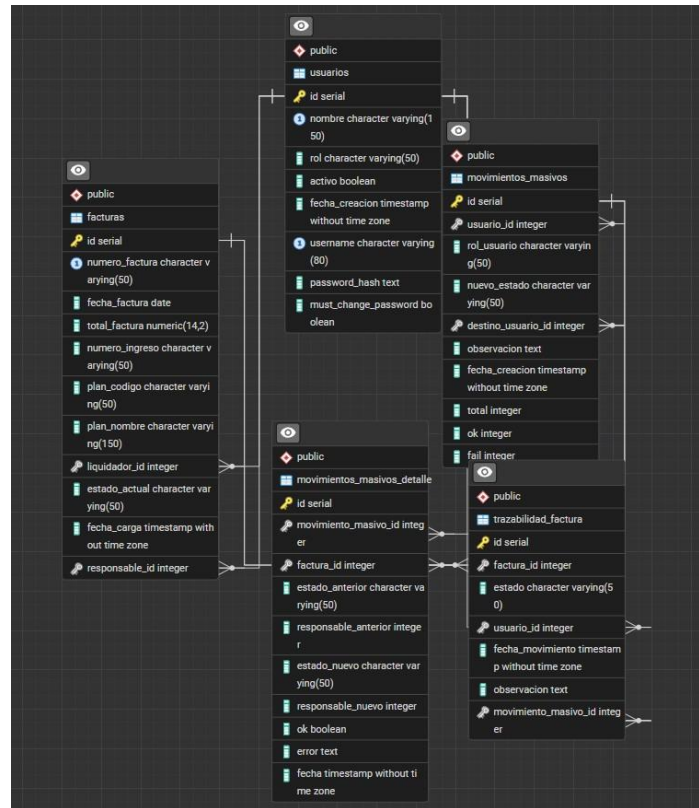 public
usuarios
id serial
nombre character varying(1
50)
rol character varying(50)
activo boolean
fecha_creacion timestamp
without time zone
username character varying
(80)
password_hash text
must_change_password bo
olean
public
movimientos_masivos
id serial
usuario_id integer
rol_usuario character varyin
g(50)
nuevo_estado character var
ying(50)
destino_usuario_id integer
observacion text
fecha_creacion timestamp
without time zone
total integer
ok integer
fail integer
public
facturas
id serial
numero_factura character v
arying(50)
fecha_factura date
total_factura numeric(14,2)
numero_ingreso character v
arying(50)
plan_codigo character varyi
ng(50)
plan_nombre character varyi
ng(150)
liquidador_id integer
estado_actual character var
ying(50)
fecha_carga timestamp with
out time zone
responsable_id integer
public
movimientos_masivos_detalle
id serial
movimiento_masivo_id integ
er
factura_id integer
estado_anterior character va
rying(50)
responsable_anterior intege
r
estado_nuevo character var
ying(50)
responsable_nuevo integer
ok boolean
error text
fecha timestamp without ti
me zone
public
trazabilidad_factura
id serial
factura_id integer
estado character varying(5
0)
usuario_id integer
fecha_movimiento timestam
p without time zone
observacion text
movimiento_masivo_id integ
er